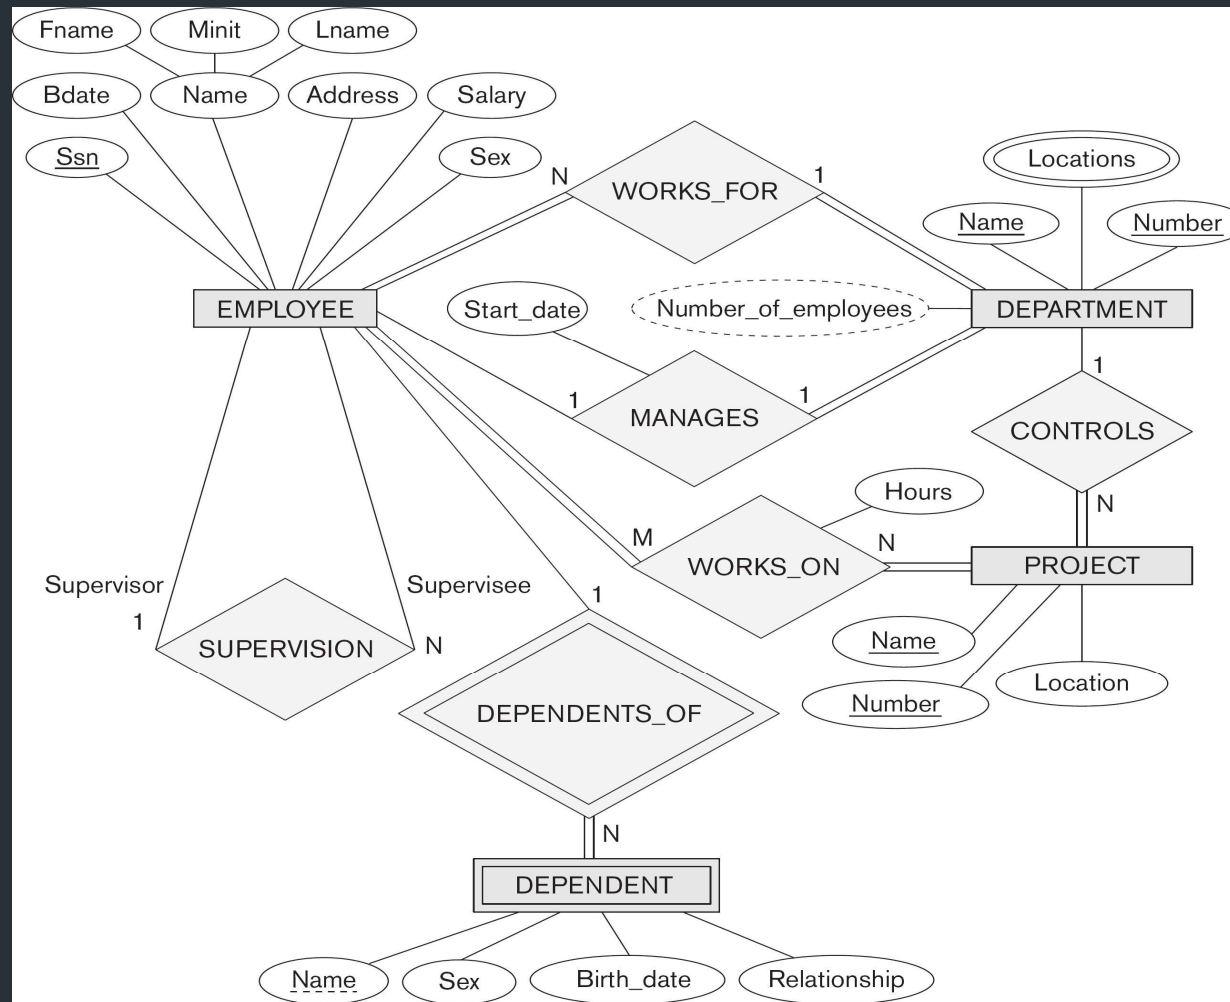 Fname
Minit
Lname
Bdate
Name
Address
Salary
Ssn
Sex
N
WORKS_FOR
1
Locations
Name
Number
EMPLOYEE
Start_date
Number_of_employees
DEPARTMENT
1
MANAGES
1
1
CONTROLS
N
Hours
M
WORKS_ON
N
PROJECT
Supervisor
1
SUPERVISION
Supervisee
N
1
Name
Number
Location
DEPENDENTS_OF
N
DEPENDENT
Name
Sex
Birth_date
Relationship